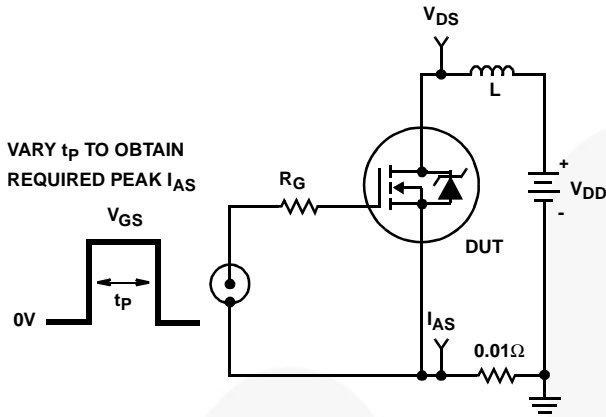 V_DS
L
VARY t_P TO OBTAIN
REQUIRED PEAK I_AS
R_G
+
V_DD
-
V_GS
DUT
t_P
0V
I_AS
0.01Ω